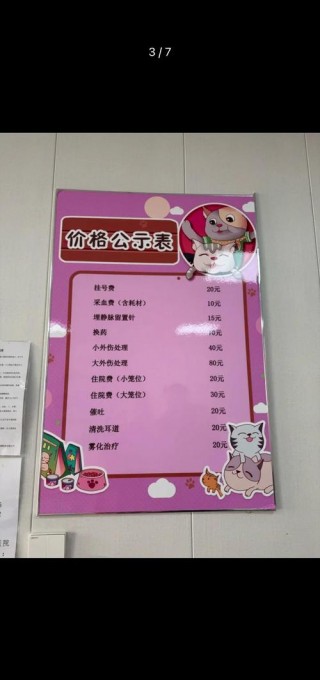 3/7
价格公示表
挂号费 20元
采血费（含耗材） 10元
埋静脉留置针 15元
换药 10元
小外伤处理 40元
大外伤处理 80元
住院费（小笼位） 20元
住院费（大笼位） 30元
催吐 20元
清洗耳道 20元
雾化治疗 20元